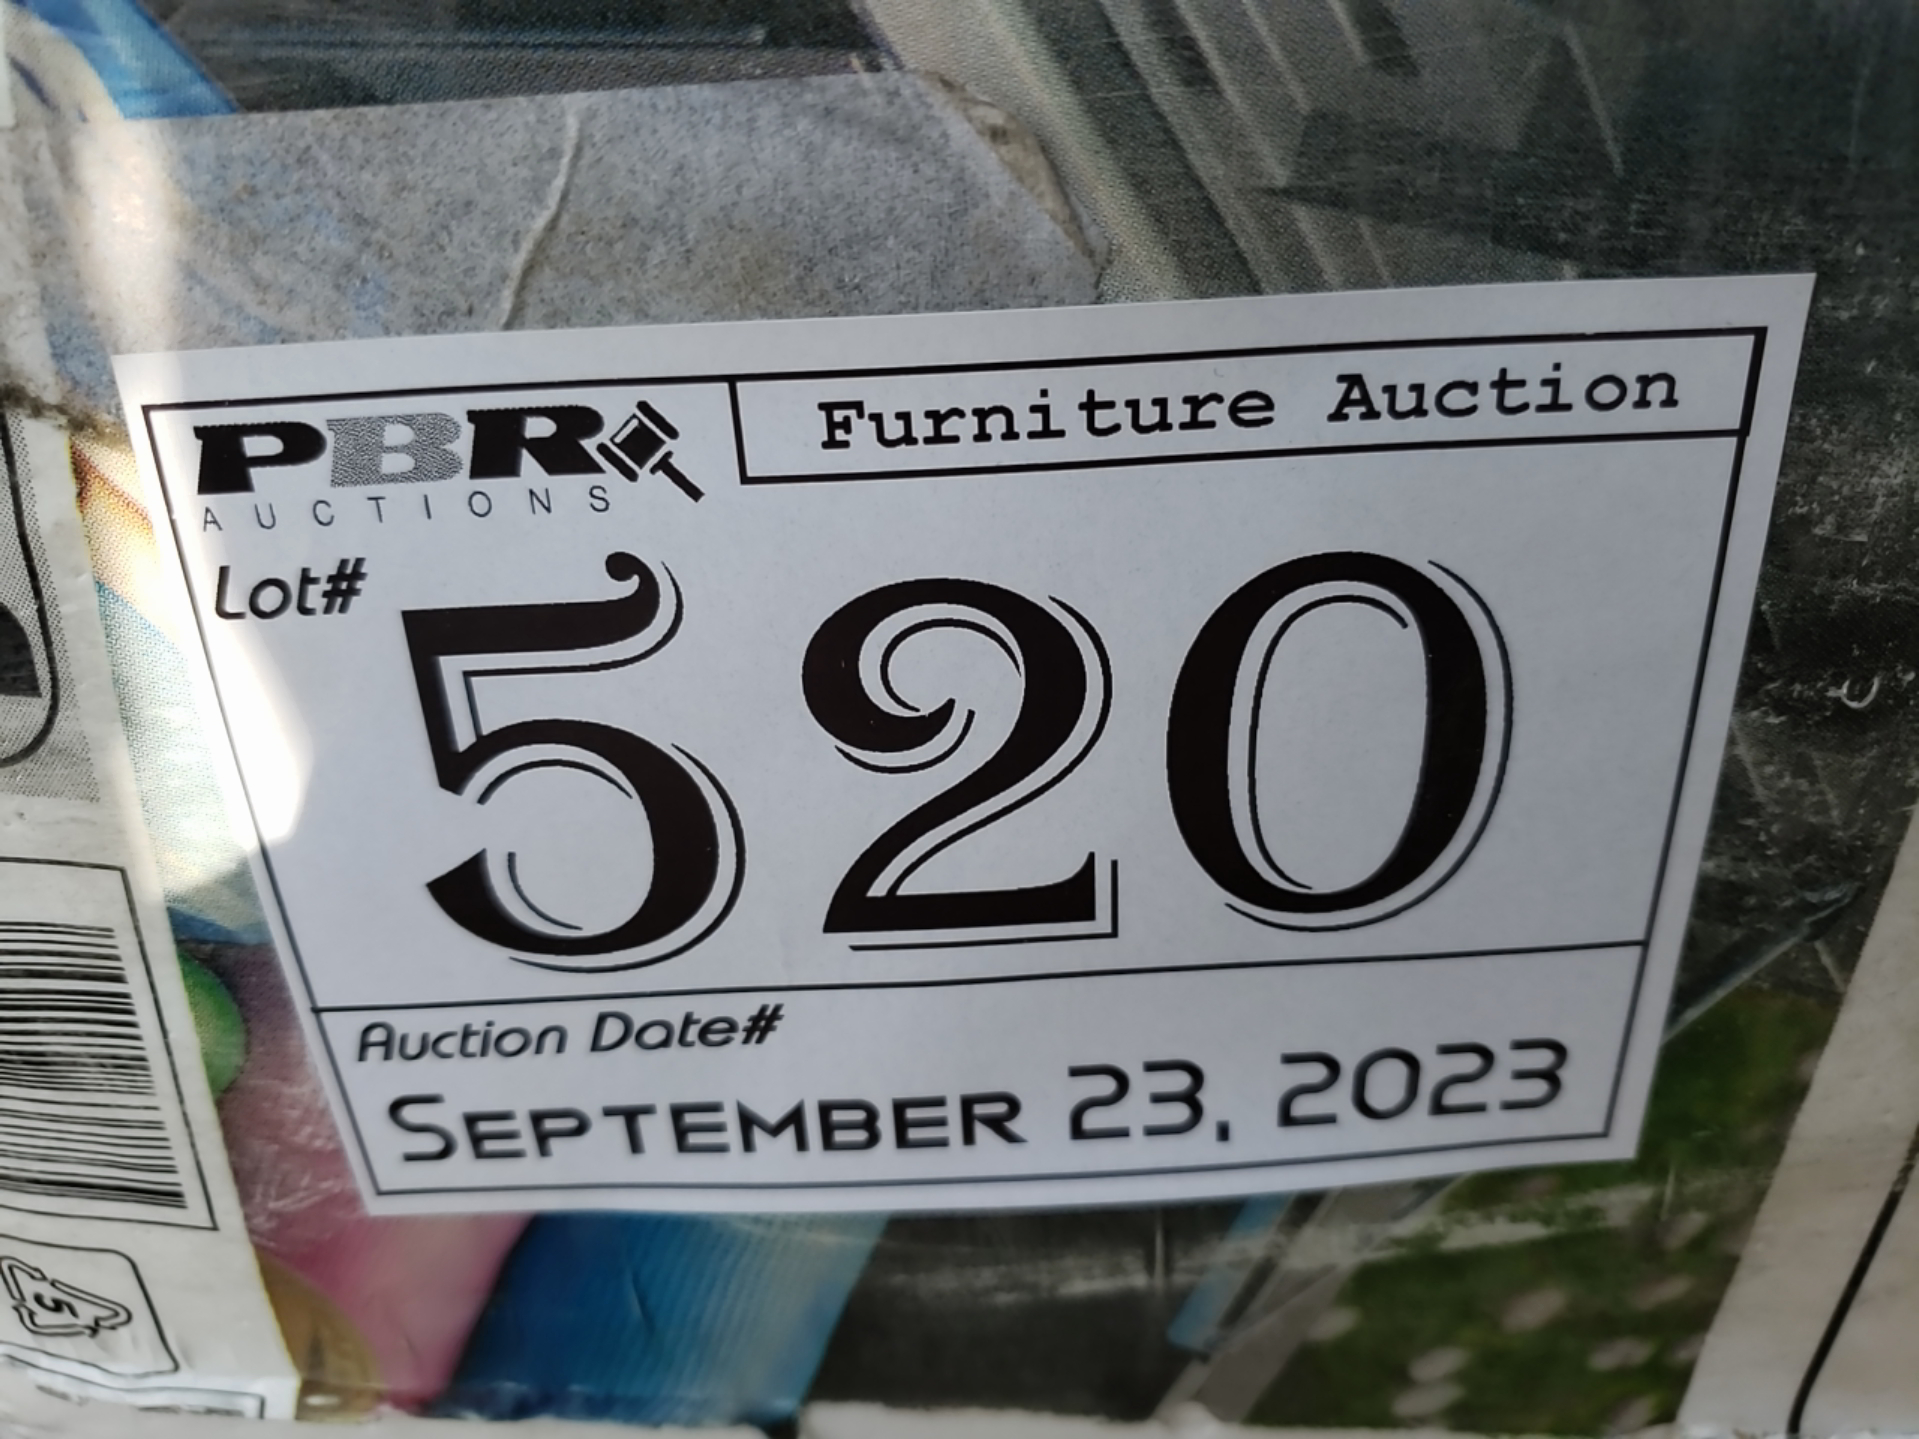 PBR
AUCTIONS
Furniture Auction
Lot#
520
Auction Date#
SEPTEMBER 23, 2023
5